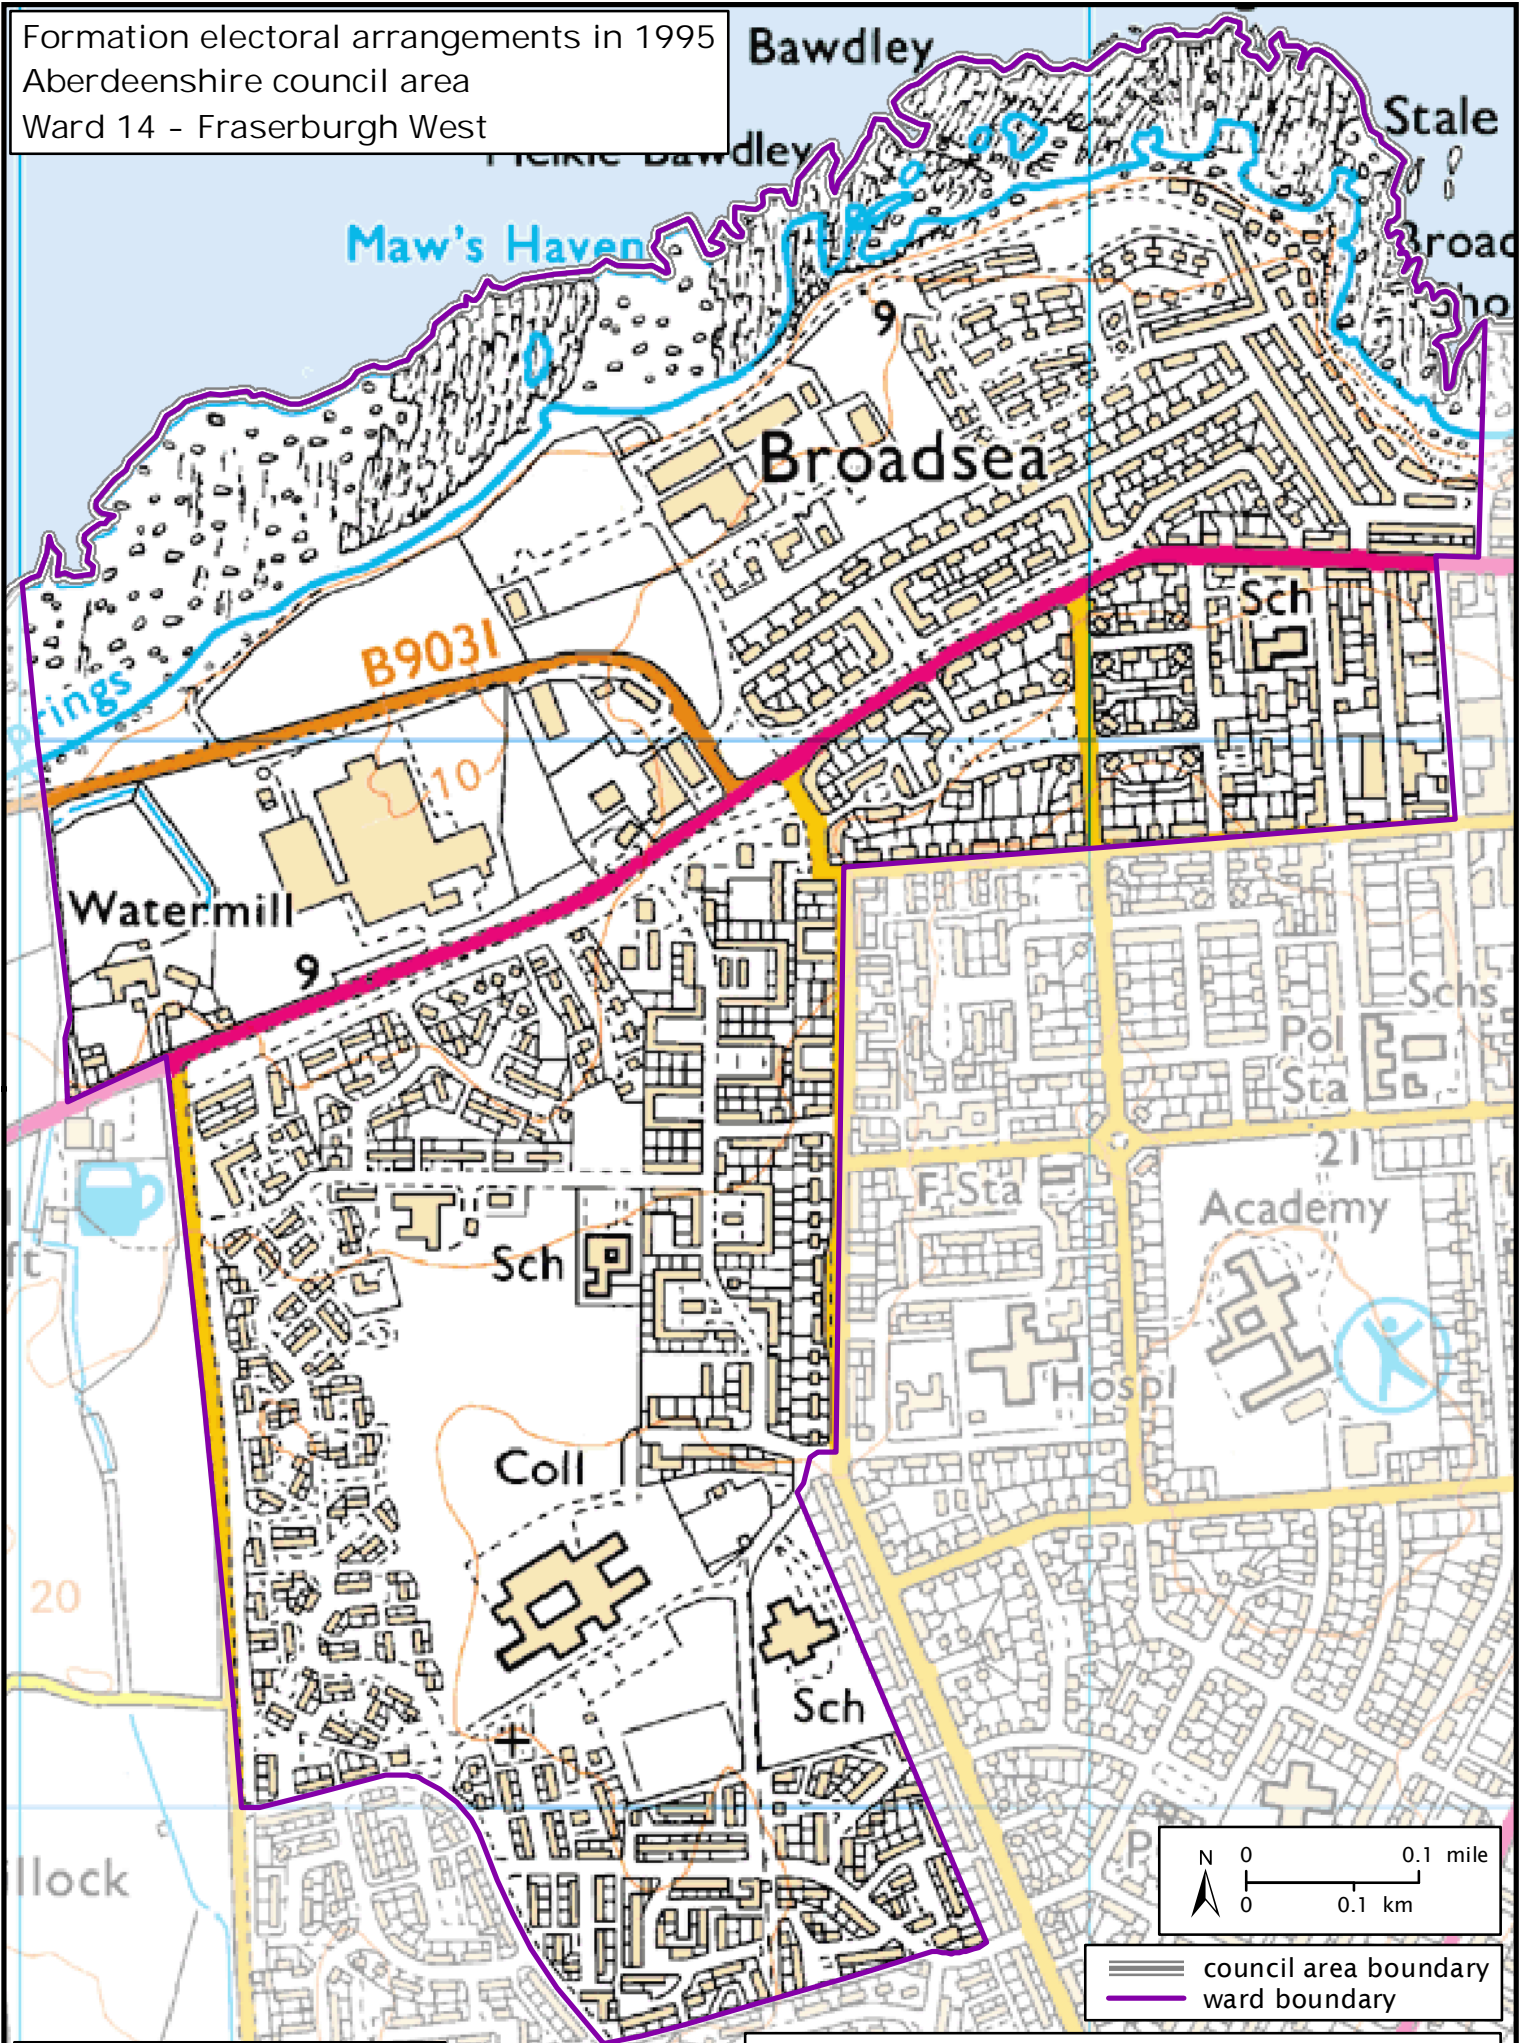 Formation electoral arrangements in 1995
Aberdeenshire council area
Ward 14 - Fraserburgh West
Bawdley
Stale
Bawdley
Maw's Haven
9
Broadsea
Sch
B9031
10
Watermill
9
Schs
Pol
Sta
21
F Sta
Academy
Sch
Hospl
Coll
20
Sch
N 0 0.1 mile
0 0.1 km
council area boundary
ward boundary